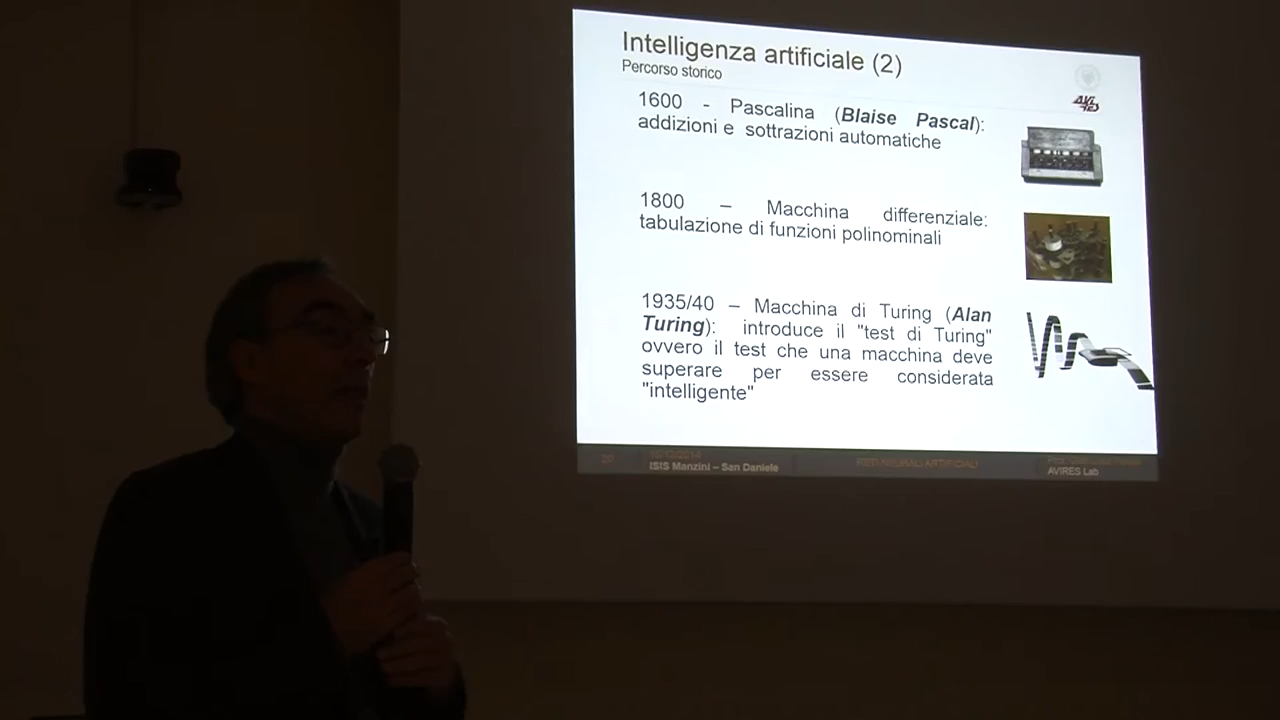 Intelligenza artificiale (2)
Percorso storico
1600 - Pascalina (Blaise Pascal):
addizioni e sottrazioni automatiche
1800 – Macchina differenziale:
tabulazione di funzioni polinominali
1935/40 – Macchina di Turing (Alan
Turing): introduce il "test di Turing"
ovvero il test che una macchina deve
superare per essere considerata
"intelligente"
ISIS Manzini – San Daniele
RETI NEURALI ARTIFICIALI
AVIRES Lab